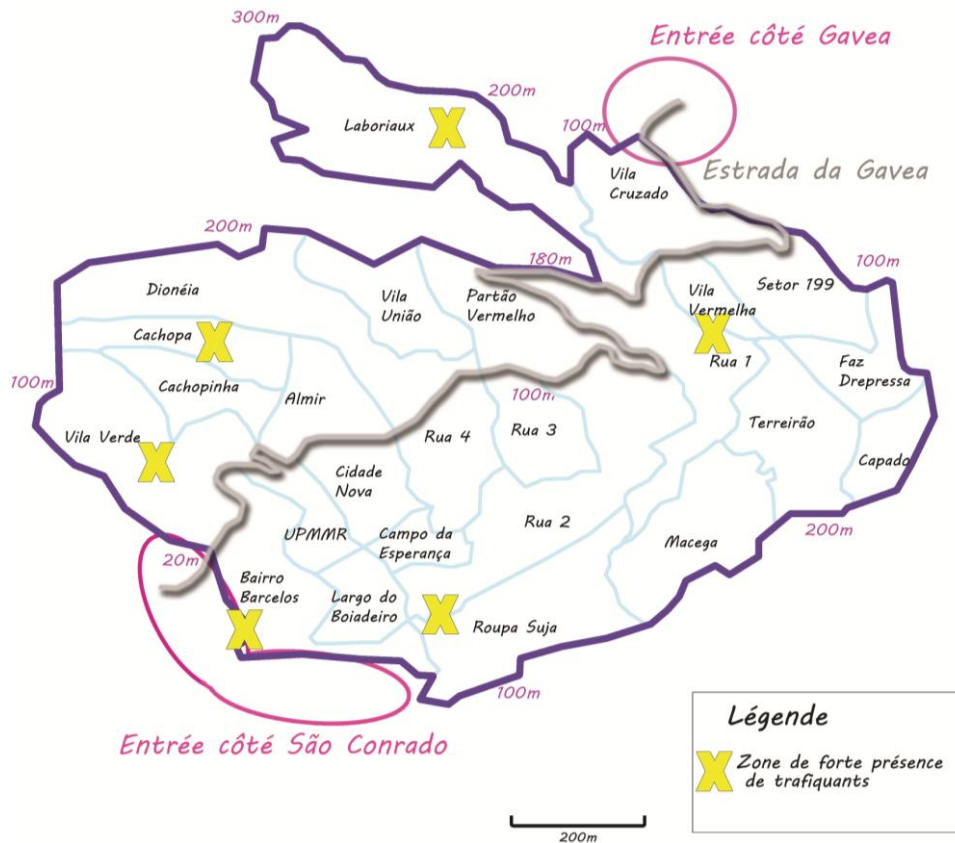 300m
Entrée côté Gavea
200m
Laboriaux
100m
Vila
Cruzado
Estrada da Gavea
200m
180m
100m
Dionéia
Vila
União
Partão
Vermelho
Vila
Vermelha
Setor 199
Cachopa
Rua 1
Faz
Drepressa
100m
Cachopinha
Almir
100m
Vila Verde
Rua 4
Rua 3
Terreirão
Capado
Cidade
Nova
UPMMR
Campo da
Esperança
Rua 2
200m
Macega
20m
Bairro
Barcelos
Largo do
Boiadeiro
Roupa Suja
100m
Entrée côté São Conrado
Légende
Zone de forte présence
de trafiquants
200m